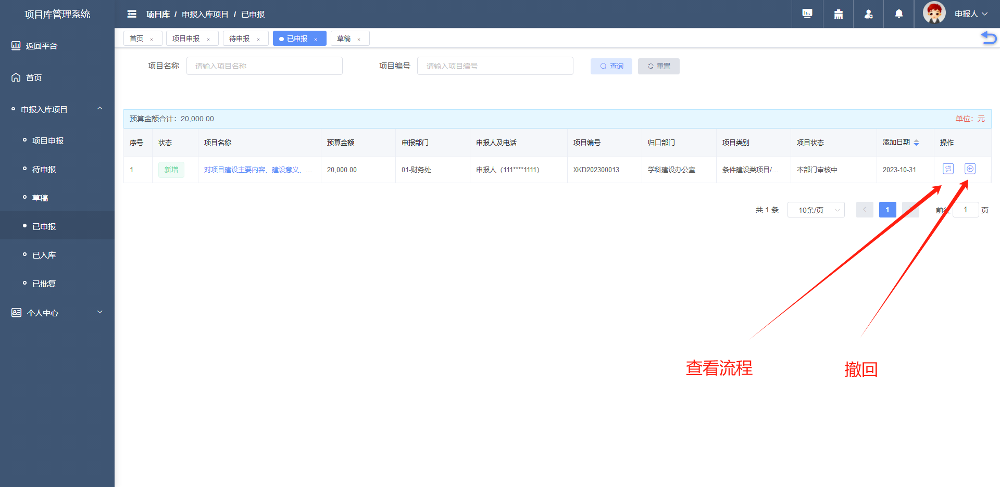 项目库管理系统
项目库 / 申报入库项目 / 已申报
申报人
返回平台
首页
申报入库项目
项目申报
待申报
草稿
已申报
已入库
已批复
个人中心
首页 × 项目申报 × 待申报 × 已申报 × 草稿 ×
项目名称 请输入项目名称 项目编号 请输入项目编号 查询 重置
预算金额合计：20,000.00 单位：元
序号 状态 项目名称 预算金额 申报部门 申报人及电话 项目编号 归口部门 项目类别 项目状态 添加日期 操作
1 新增 对项目建设主要内容、建设意义、... 20,000.00 01-财务处 申报人（111****1111） XKD202300013 学科建设办公室 条件建设类项目/... 本部门审核中 2023-10-31
共 1 条 10条/页 1 前往 1 页
查看流程 撤回